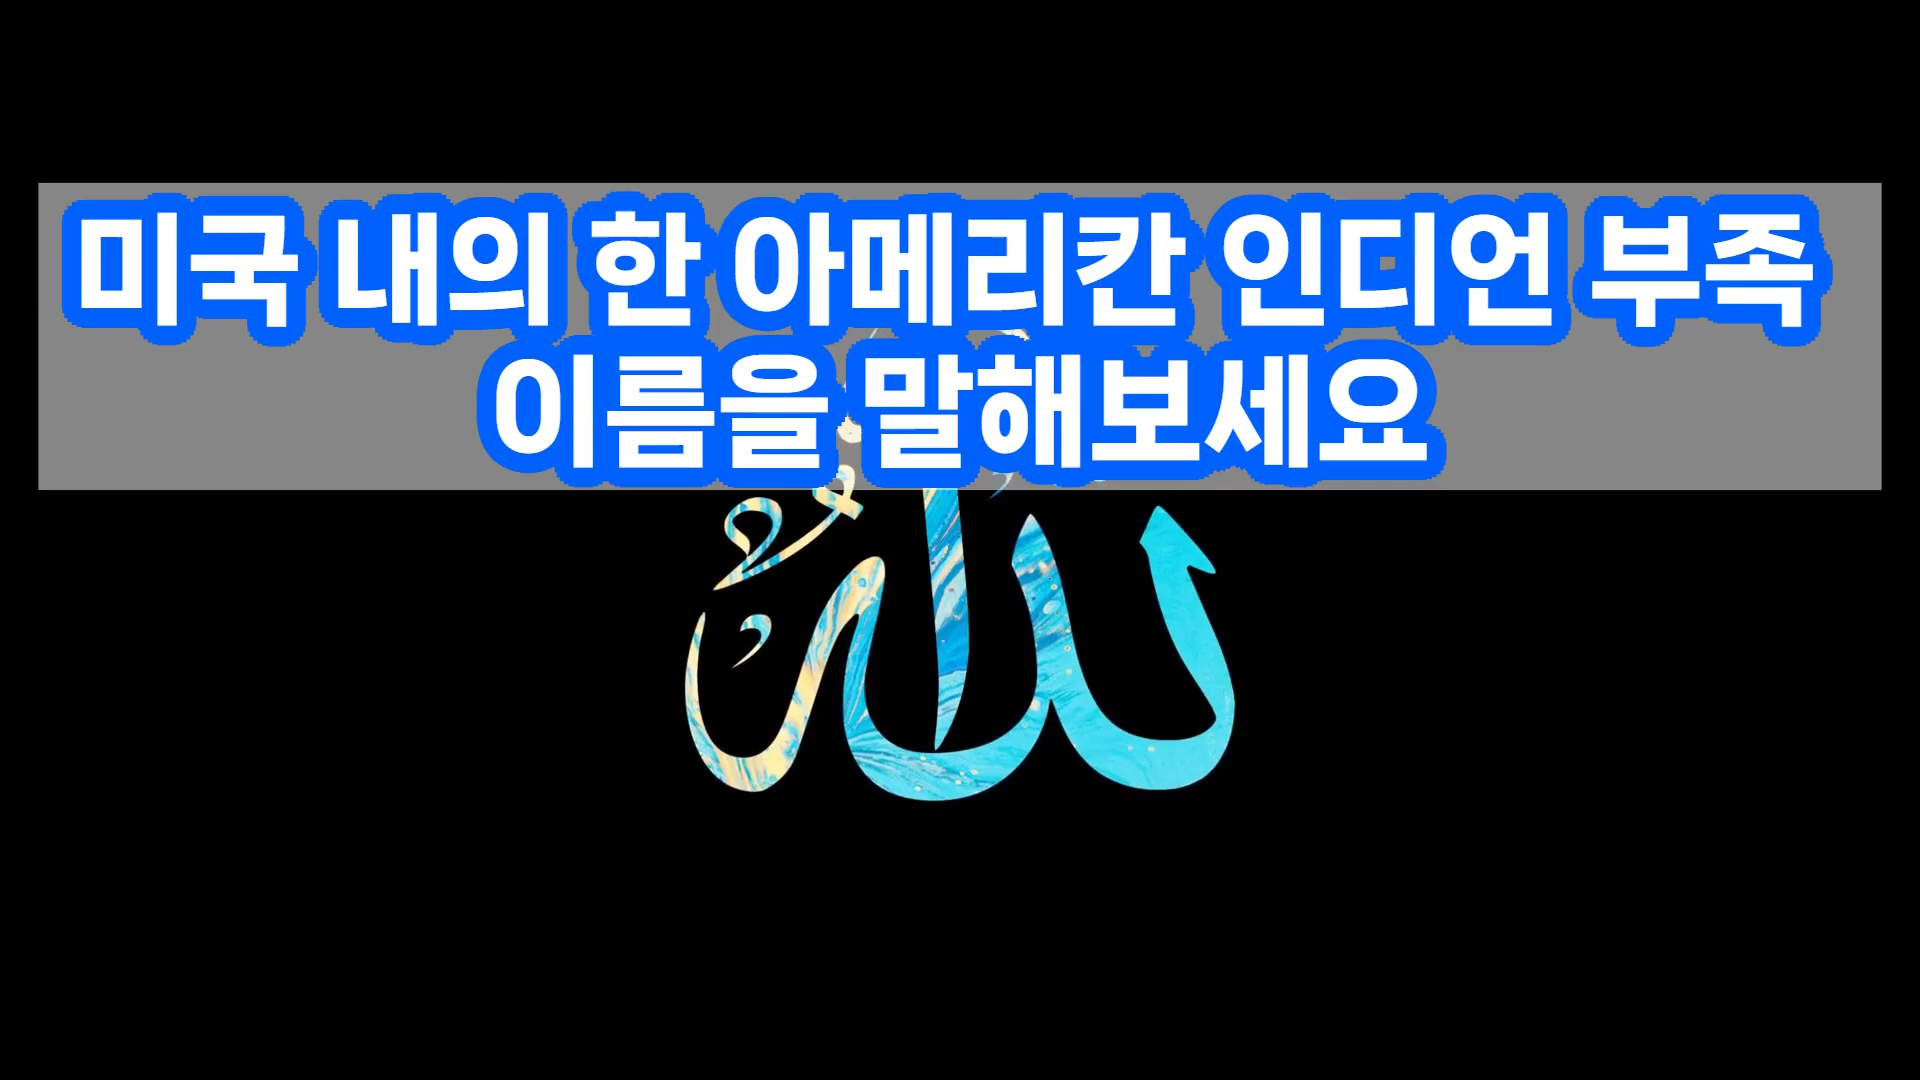 미국 내의 한 아메리칸 인디언 부족
이름을 말해보세요
الله